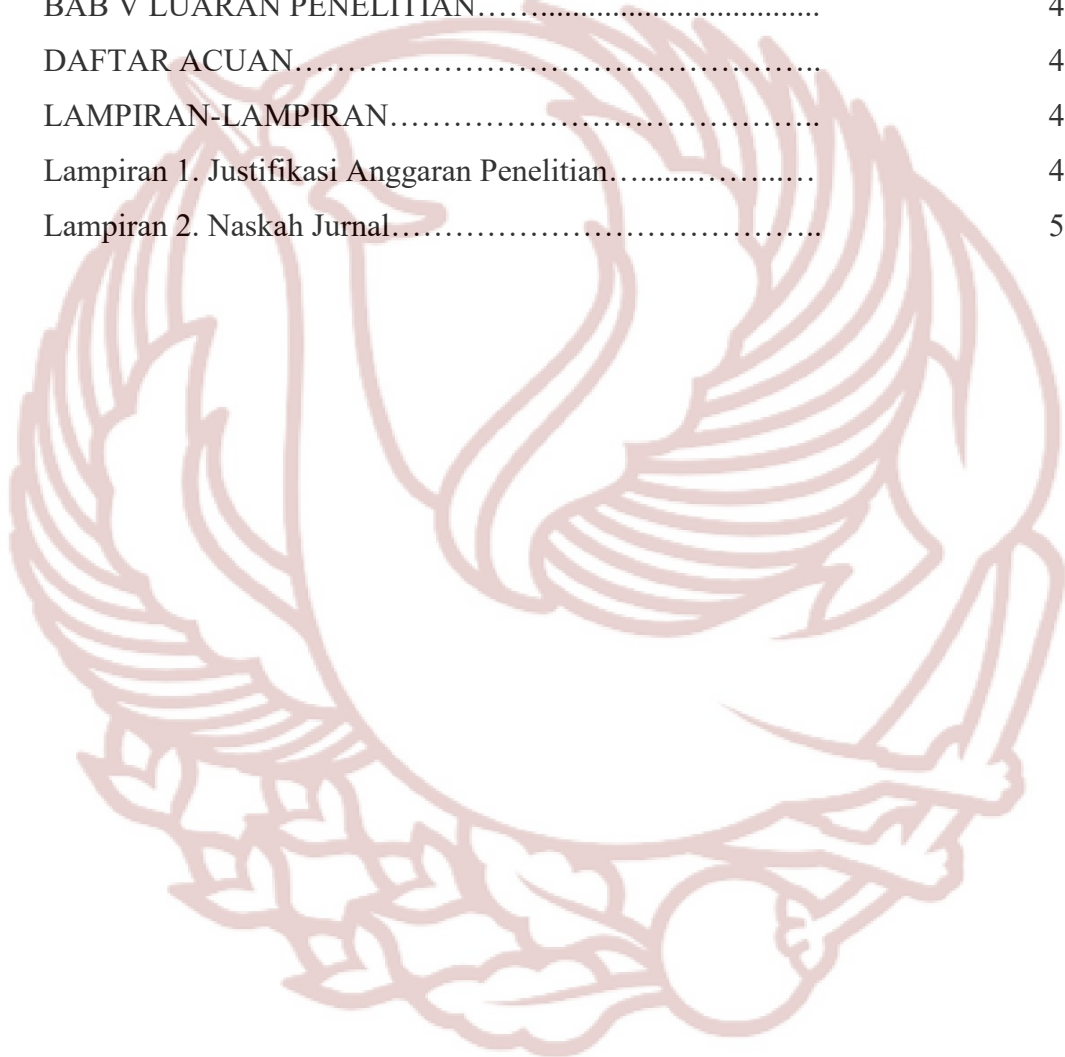 BAB V LUARAN PENELITIAN……................................... 4
DAFTAR ACUAN………………………………………….. 4
LAMPIRAN-LAMPIRAN………………………………….. 4
Lampiran 1. Justifikasi Anggaran Penelitian…......……...… 4
Lampiran 2. Naskah Jurnal………………………………….. 5